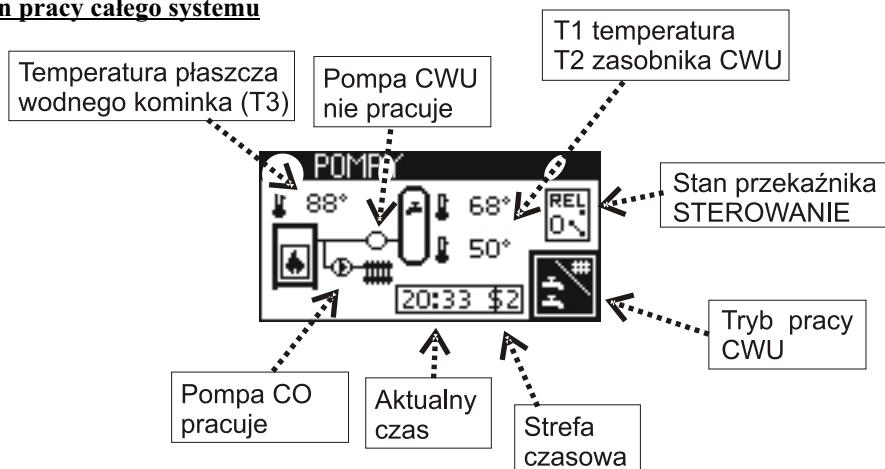 n pracy całego systemu
T1 temperatura
T2 zasobnika CWU
Temperatura płaszcza
wodnego kominka (T3)
Pompa CWU
nie pracuje
POMPY
88°
68°
REL
0
50°
Stan przekaźnika
STEROWANIE
20:33 $2
Tryb pracy
CWU
Pompa CO
pracuje
Aktualny
czas
Strefa
czasowa